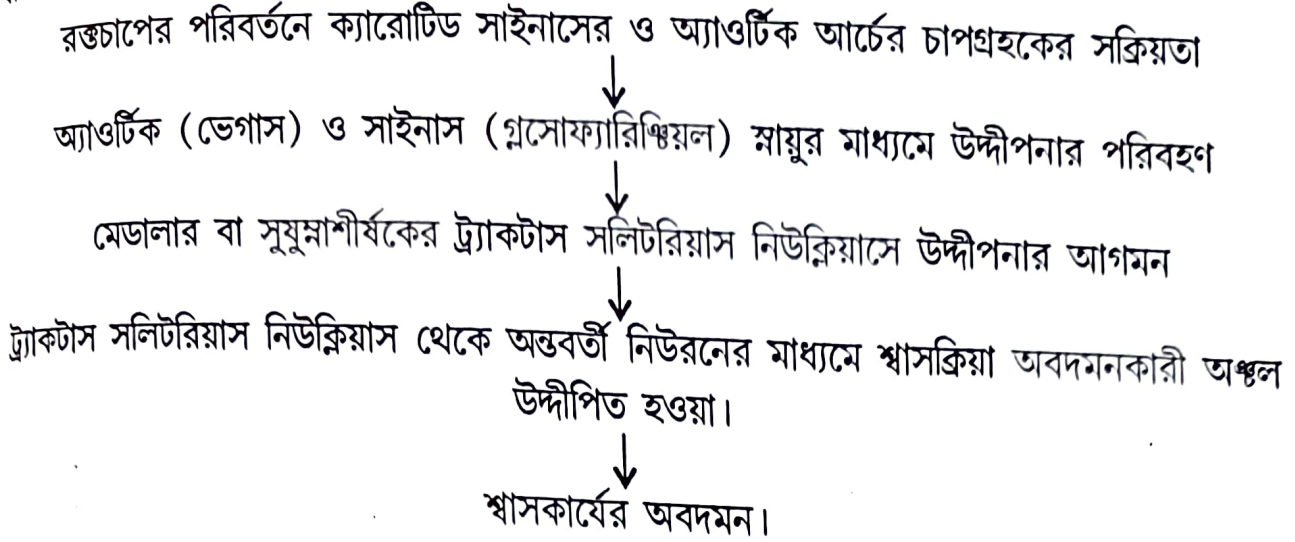 রক্তচাপের পরিবর্তনে ক্যারোটিড সাইনাসের ও অ্যাওর্টিক আর্চের চাপগ্রহকের সক্রিয়তা
অ্যাওর্টিক (ভেগাস) ও সাইনাস (গ্লসোফ্যারিঞ্জিয়ল) স্নায়ুর মাধ্যমে উদ্দীপনার পরিবহণ
মেডালার বা সুষুম্নাশীর্ষকের ট্র্যাকটাস সলিটরিয়াস নিউক্লিয়াসে উদ্দীপনার আগমন
ট্র্যাকটাস সলিটরিয়াস নিউক্লিয়াস থেকে অন্তবর্তী নিউরনের মাধ্যমে শ্বাসক্রিয়া অবদমনকারী অঞ্চল
উদ্দীপিত হওয়া।
শ্বাসকার্যের অবদমন।